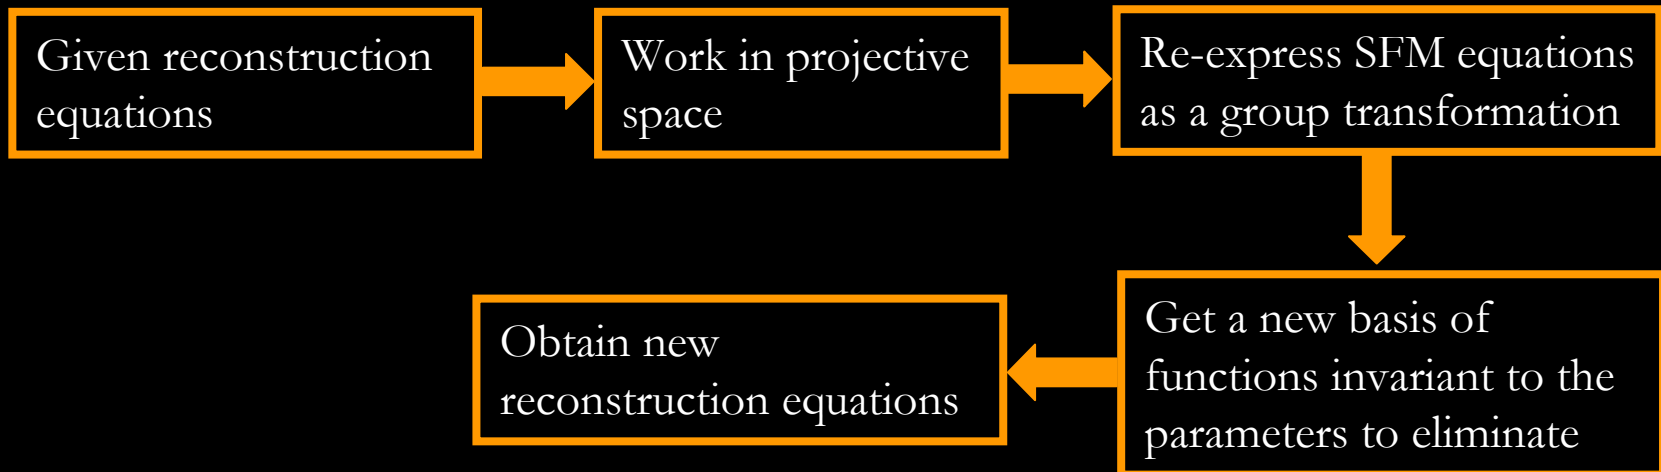 Given reconstruction
equations
Work in projective
space
Re-express SFM equations
as a group transformation
Get a new basis of
functions invariant to the
parameters to eliminate
Obtain new
reconstruction equations